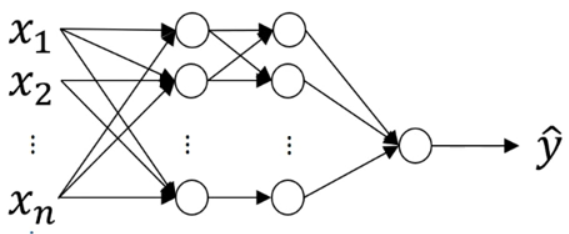 x₁
x₂
⋮ ⋮ ⋮
ŷ
xₙ